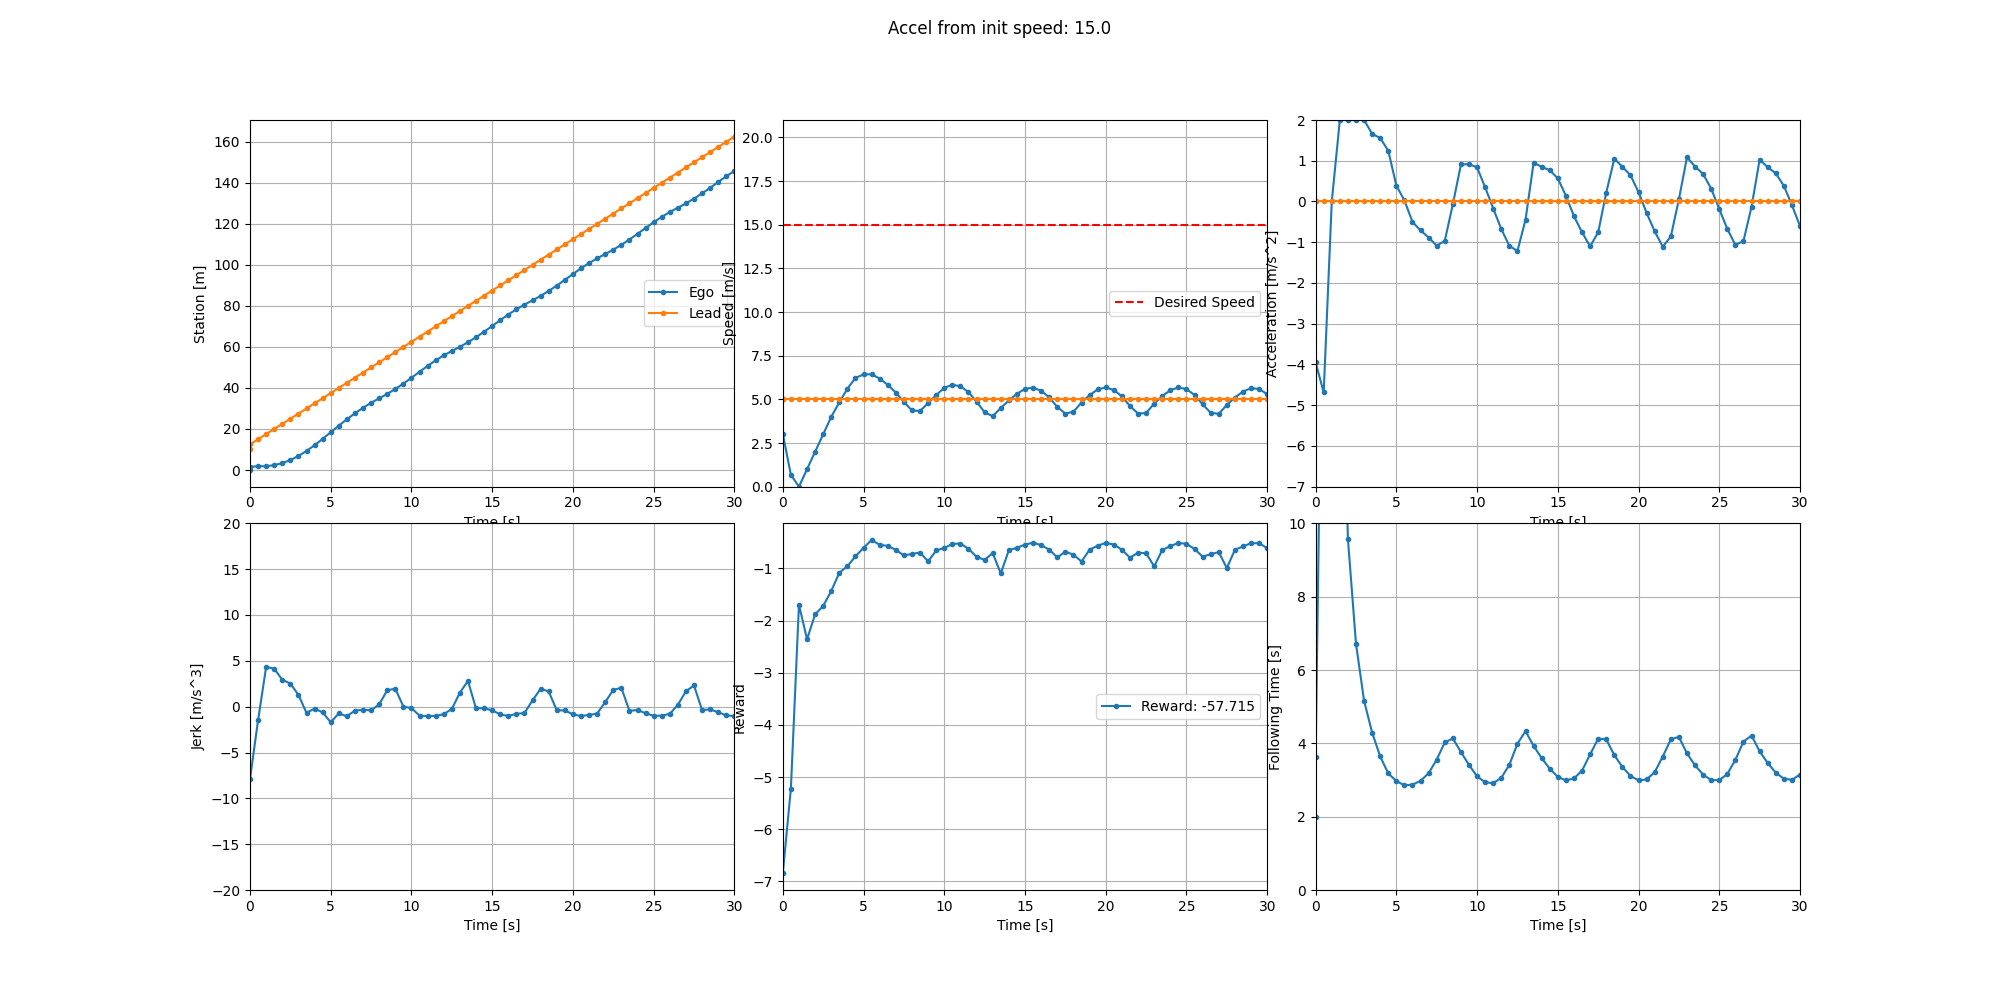 Accel from init speed: 15.0
160
140
120
100
80
60
40
20
0
Station [m]
Ego
Lead
0 5 10 15 20 25 30
Time [s]
20.0
17.5
15.0
12.5
10.0
7.5
5.0
2.5
0.0
Speed [m/s]
Desired Speed
0 5 10 15 20 25 30
Time [s]
2
1
0
−1
−2
−3
−4
−5
−6
−7
Acceleration [m/s^2]
0 5 10 15 20 25 30
Time [s]
20
15
10
5
0
−5
−10
−15
−20
Jerk [m/s^3]
0 5 10 15 20 25 30
Time [s]
−1
−2
−3
−4
−5
−6
−7
Reward
Reward: -57.715
0 5 10 15 20 25 30
Time [s]
10
8
6
4
2
0
Following Time [s]
0 5 10 15 20 25 30
Time [s]